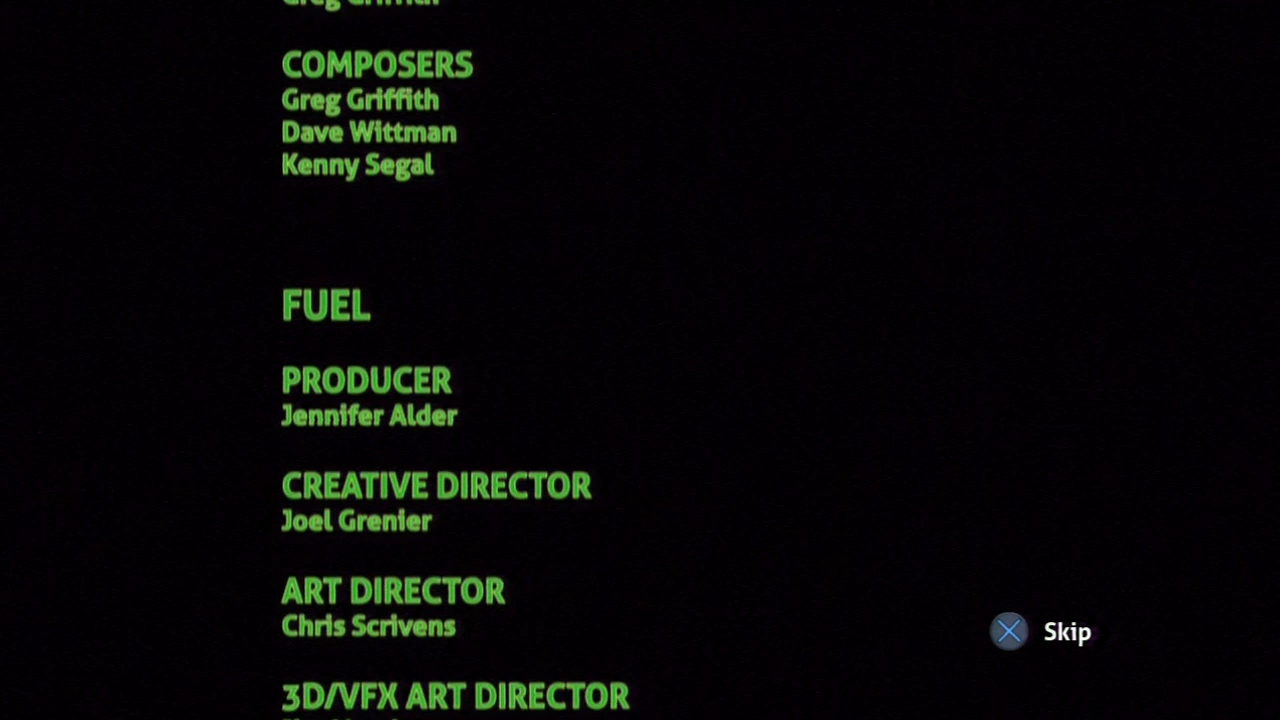 COMPOSERS
Greg Griffith
Dave Wittman
Kenny Segal
FUEL
PRODUCER
Jennifer Alder
CREATIVE DIRECTOR
Joel Grenier
ART DIRECTOR
Chris Scrivens
Skip
3D/VFX ART DIRECTOR